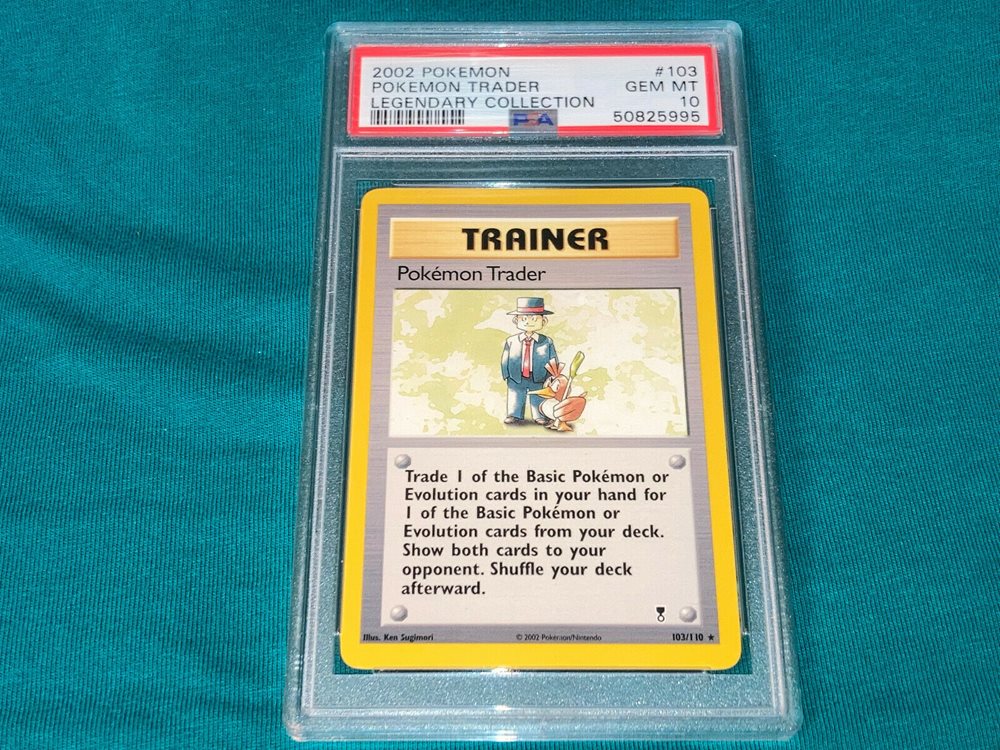 2002 POKEMON #103
POKEMON TRADER GEM MT
LEGENDARY COLLECTION 10
PSA 50825995
TRAINER
Pokémon Trader
Trade 1 of the Basic Pokémon or
Evolution cards in your hand for
1 of the Basic Pokémon or
Evolution cards from your deck.
Show both cards to your
opponent. Shuffle your deck
afterward.
Illus. Ken Sugimori © 2002 Pokémon/Nintendo 103/110 ★